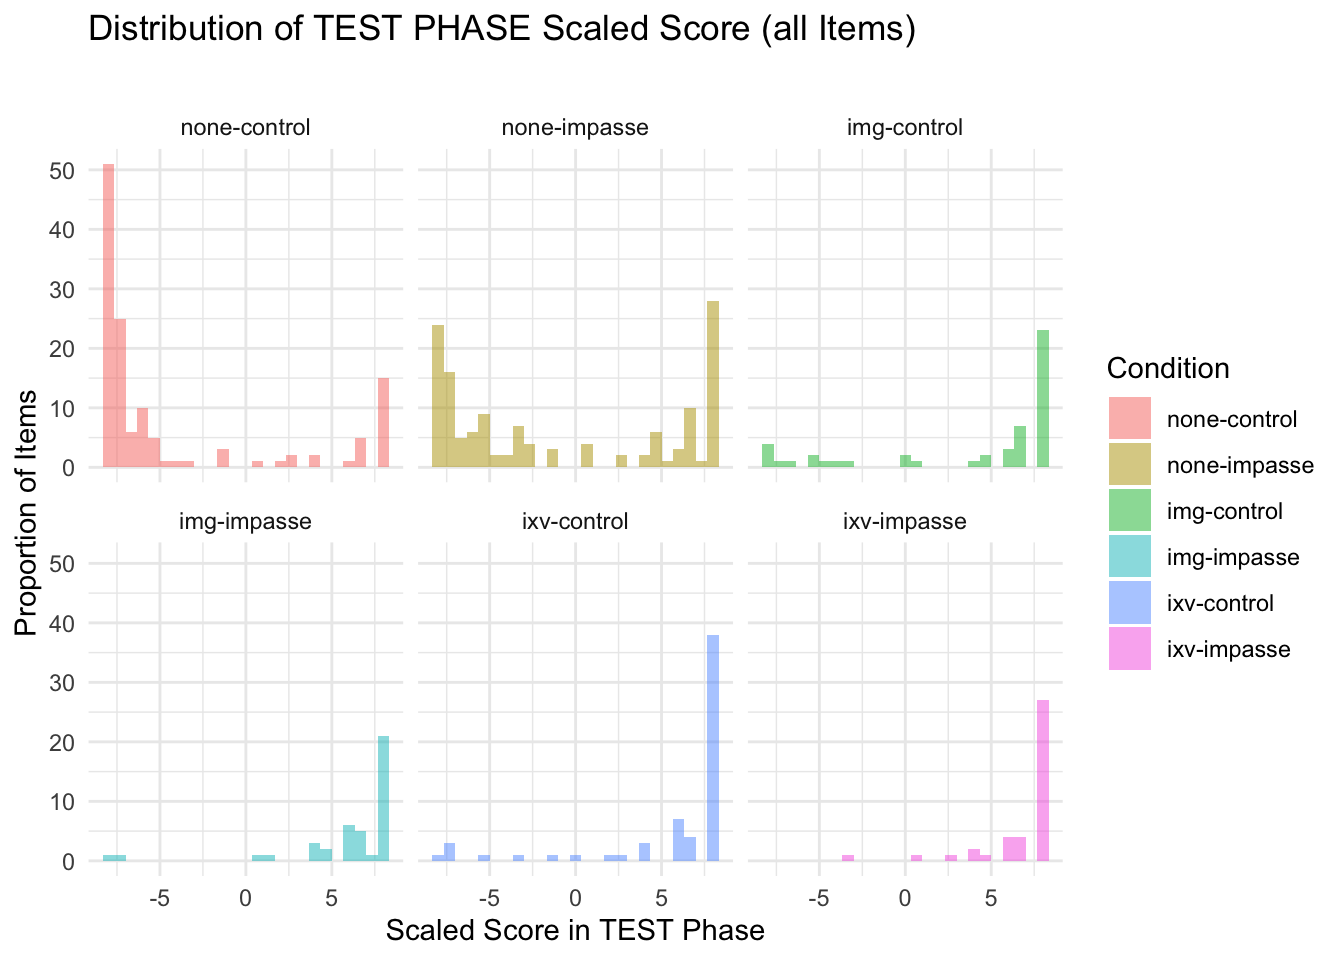 Distribution of TEST PHASE Scaled Score (all Items)
none-control
none-impasse
img-control
50
40
30
20
10
0
img-impasse
ixv-control
ixv-impasse
50
40
30
20
10
0
-5 0 5
-5 0 5
-5 0 5
Proportion of Items
Scaled Score in TEST Phase
Condition
none-control
none-impasse
img-control
img-impasse
ixv-control
ixv-impasse